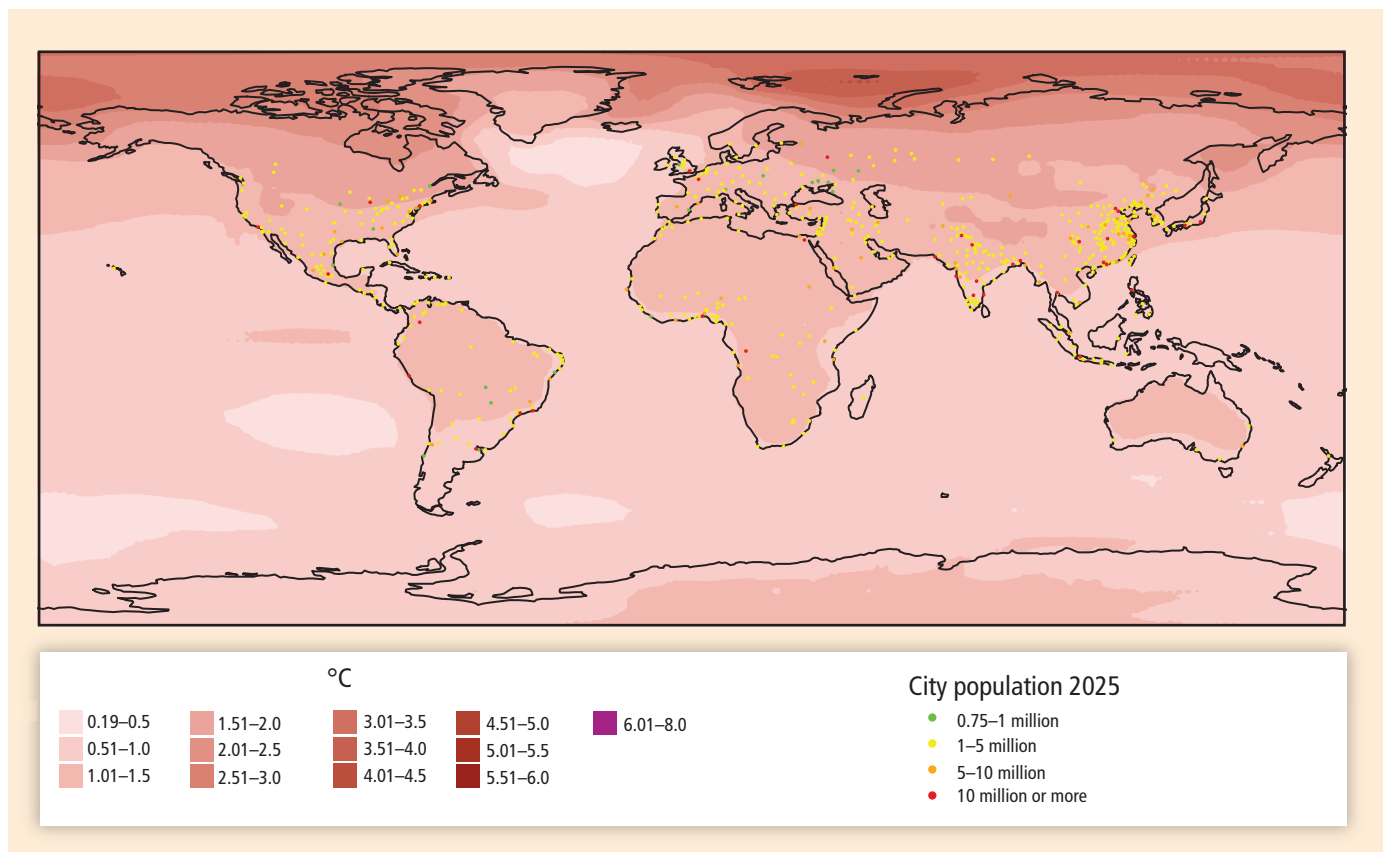 °C
0.19–0.5
0.51–1.0
1.01–1.5
1.51–2.0
2.01–2.5
2.51–3.0
3.01–3.5
3.51–4.0
4.01–4.5
4.51–5.0
5.01–5.5
5.51–6.0
6.01–8.0
City population 2025
0.75–1 million
1–5 million
5–10 million
10 million or more